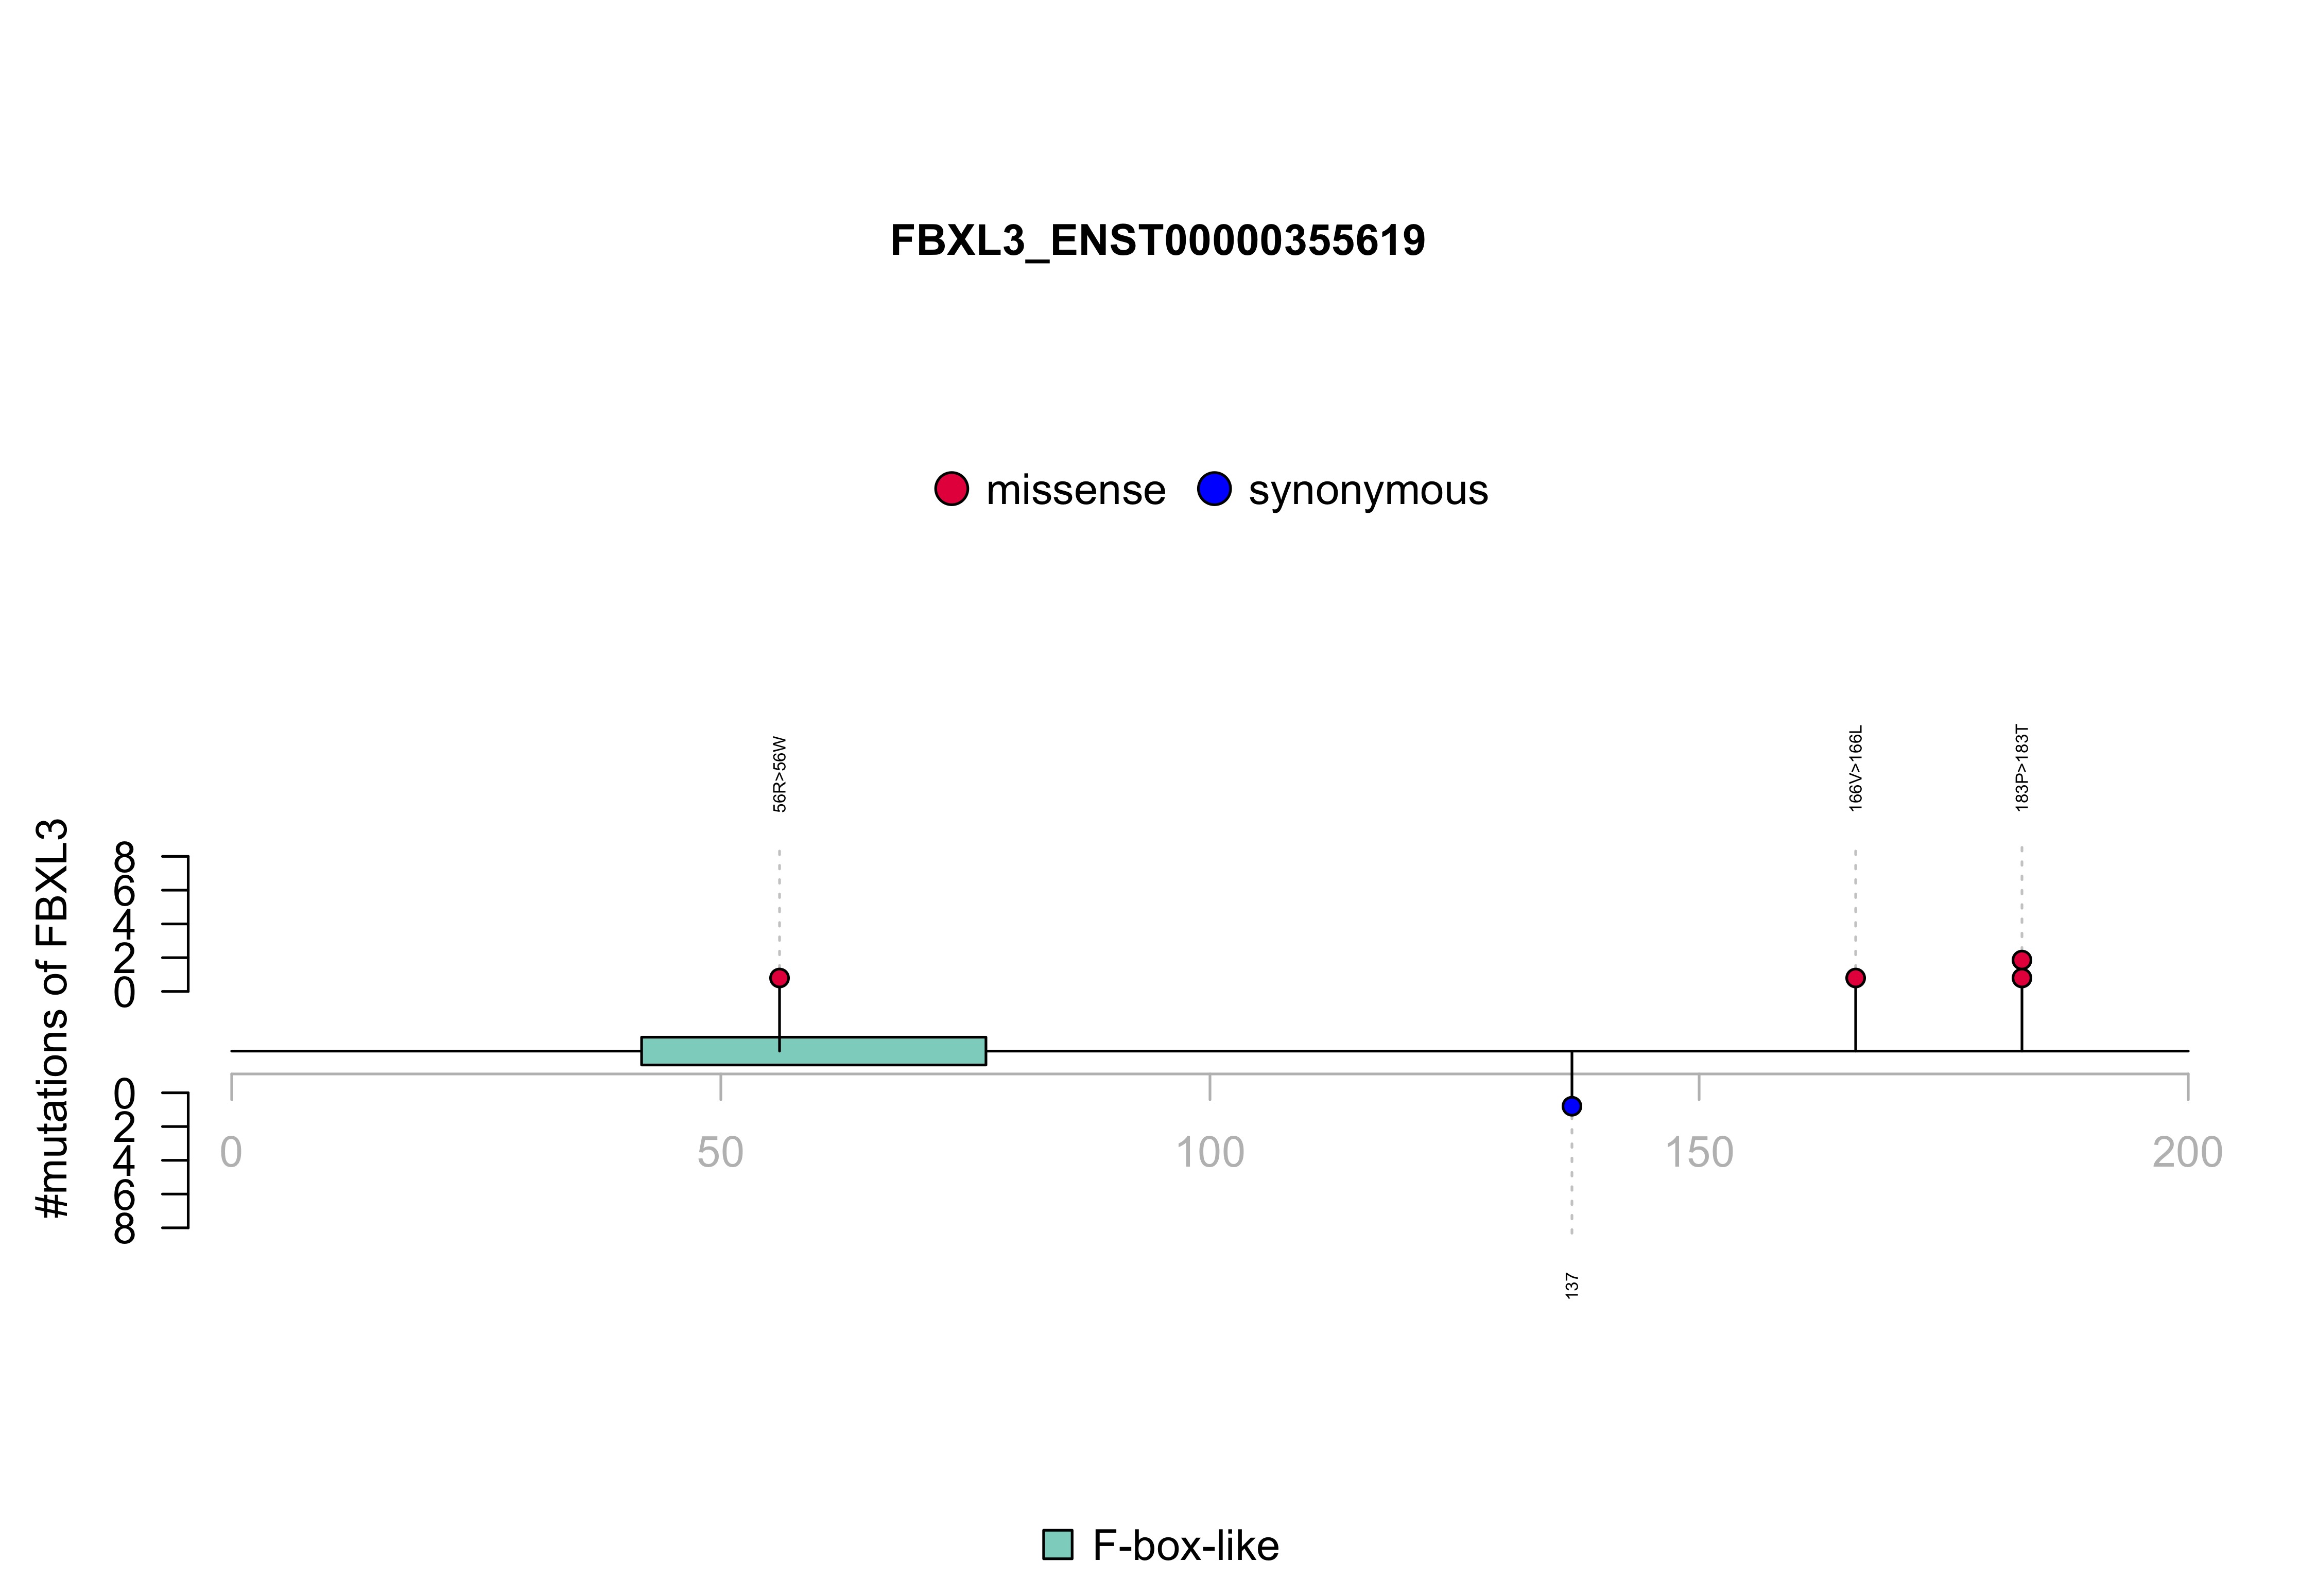 FBXL3_ENST00000355619
missense synonymous
56R>56W 166V>166L 183P>183T
#mutations of FBXL3
8
6
4
2
0
0
2
4
6
8
0 50 100 150 200
137
F-box-like